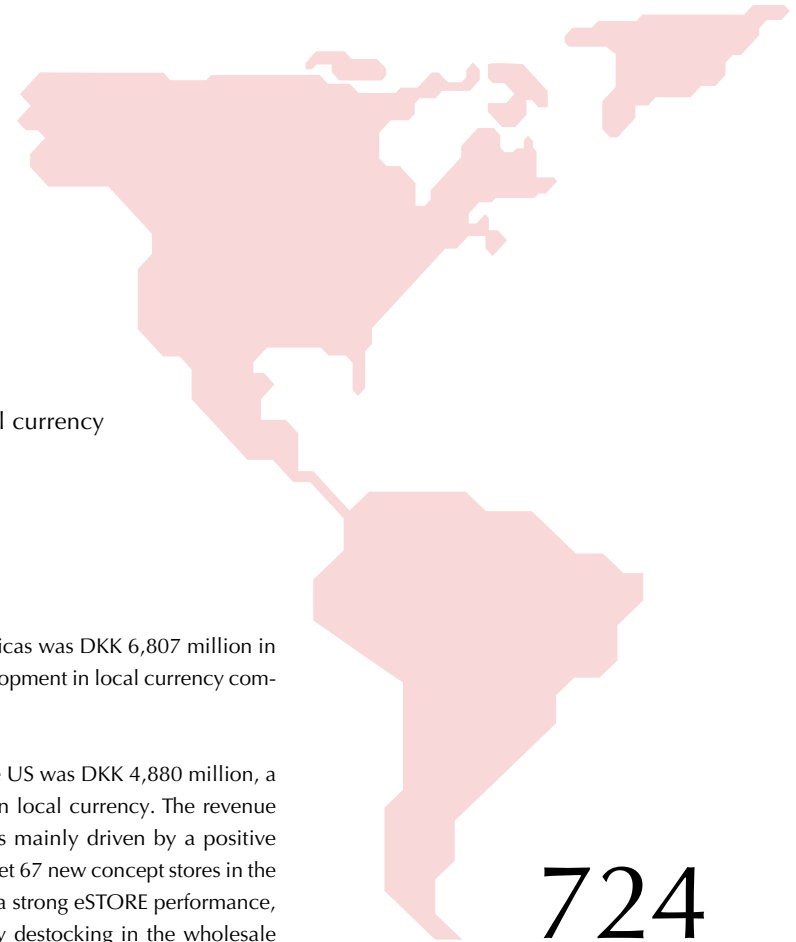 l currency
icas was DKK 6,807 million in
opment in local currency com-
US was DKK 4,880 million, a
n local currency. The revenue
s mainly driven by a positive
et 67 new concept stores in the
a strong eSTORE performance,
y destocking in the wholesale
724